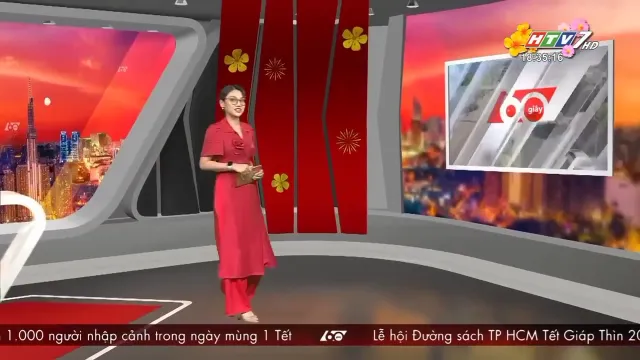 HTV7 HD
18:35:16
60 giây
1.000 người nhập cảnh trong ngày mùng 1 Tết 60 Lễ hội Đường sách TP HCM Tết Giáp Thìn